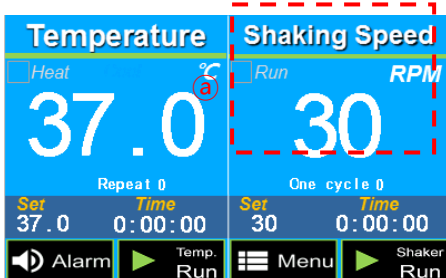 Temperature
Heat
℃
ⓐ
37.0
Repeat 0
Set Time
37.0 0:00:00
Alarm
Temp. Run
Shaking Speed
Run RPM
30
One cycle 0
Set Time
30 0:00:00
Menu
Shaker Run